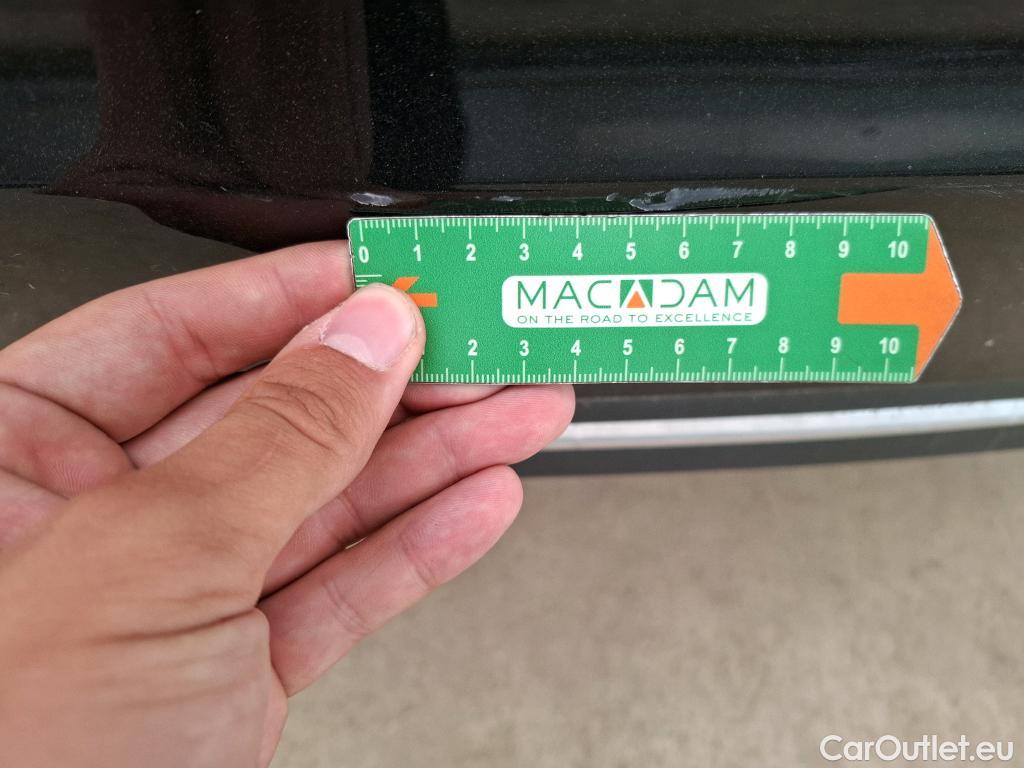 0 1 2 3 4 5 6 7 8 9 10
MACADAM
ON THE ROAD TO EXCELLENCE
1 2 3 4 5 6 7 8 9 10
CarOutlet.eu